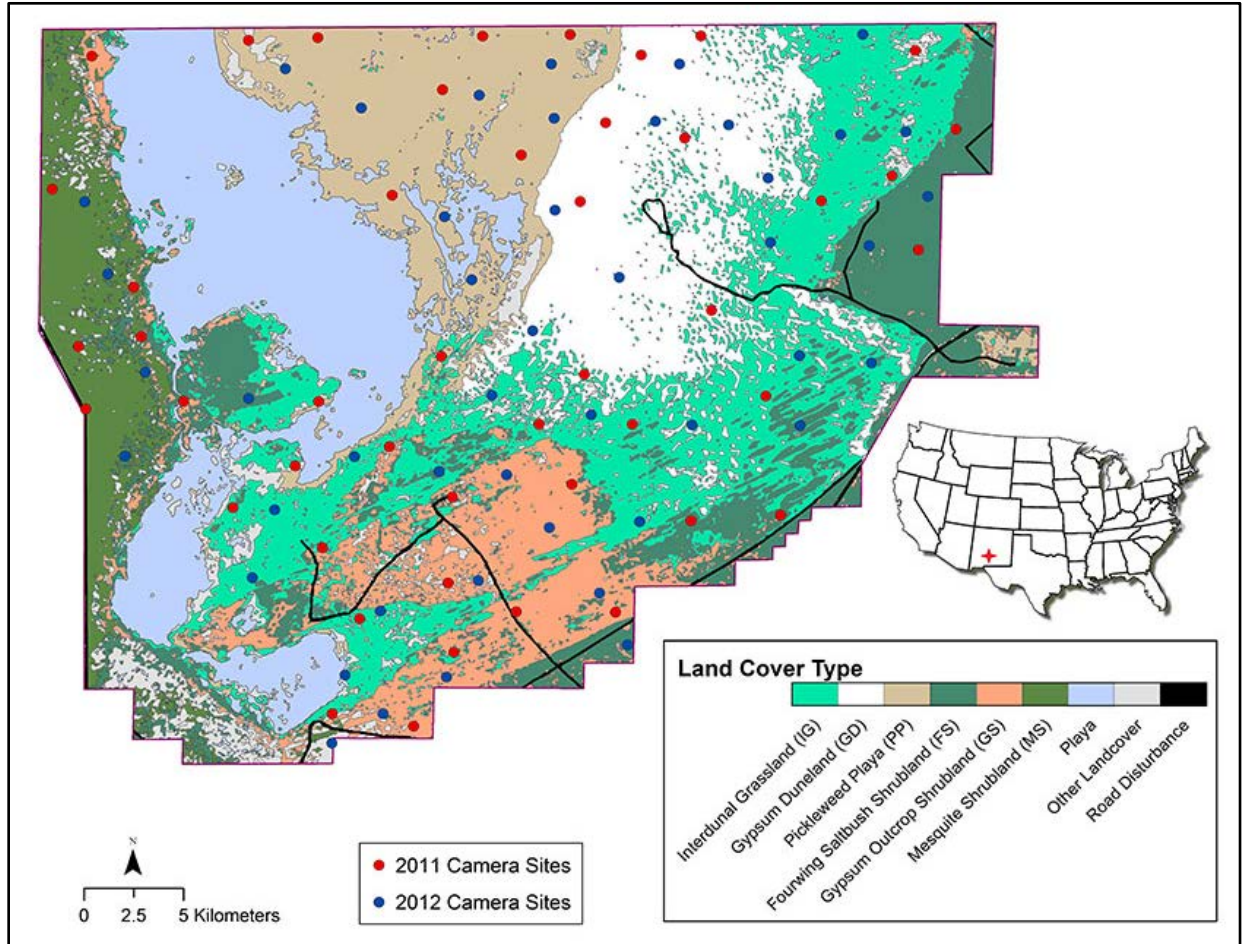 Land Cover Type
Interdunal Grassland (IG)
Gypsum Duneland (GD)
Pickleweed Playa (PP)
Fourwing Saltbush Shrubland (FS)
Gypsum Outcrop Shrubland (GS)
Mesquite Shrubland (MS)
Playa
Other Landcover
Road Disturbance
N
0 2.5 5 Kilometers
2011 Camera Sites
2012 Camera Sites